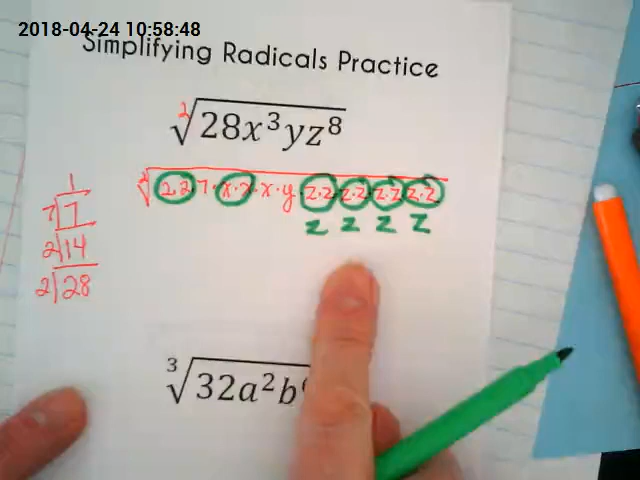 2018-04-24 10:58:48
Simplifying Radicals Practice
²√28x³yz⁸
²√2·2·7·x·x·x·y·z·z·z·z·z·z·z·z
z z z z
1
7|7
2|14
2|28
³√32a²b